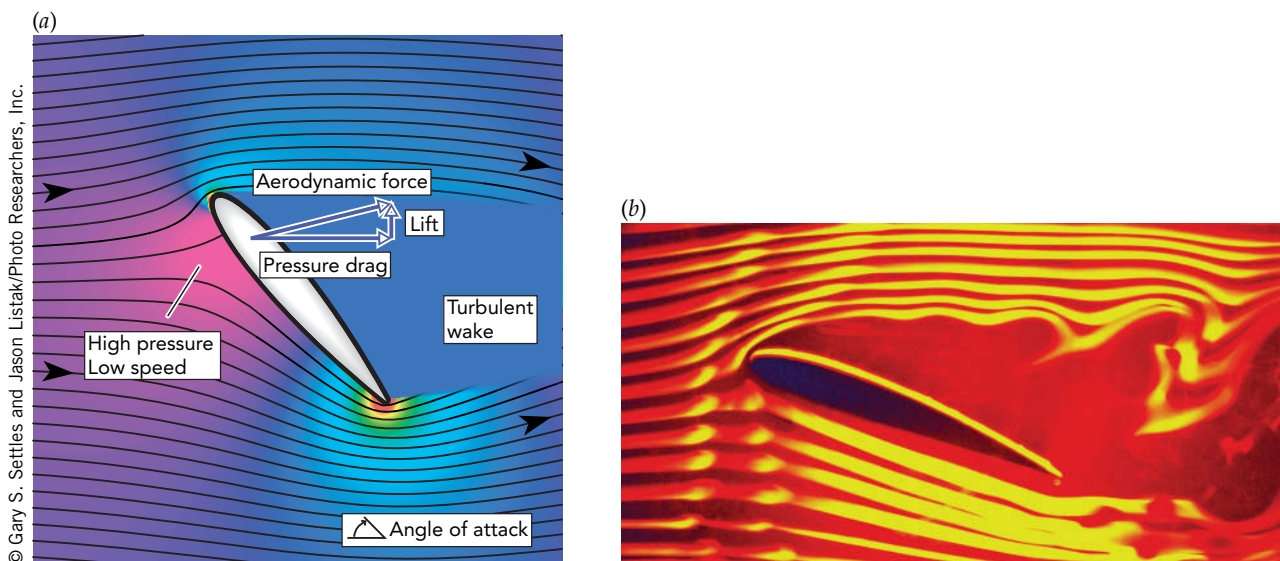 (a)
© Gary S. Settles and Jason Listak/Photo Researchers, Inc.
Aerodynamic force
Lift
Pressure drag
Turbulent
wake
High pressure
Low speed
Angle of attack
(b)